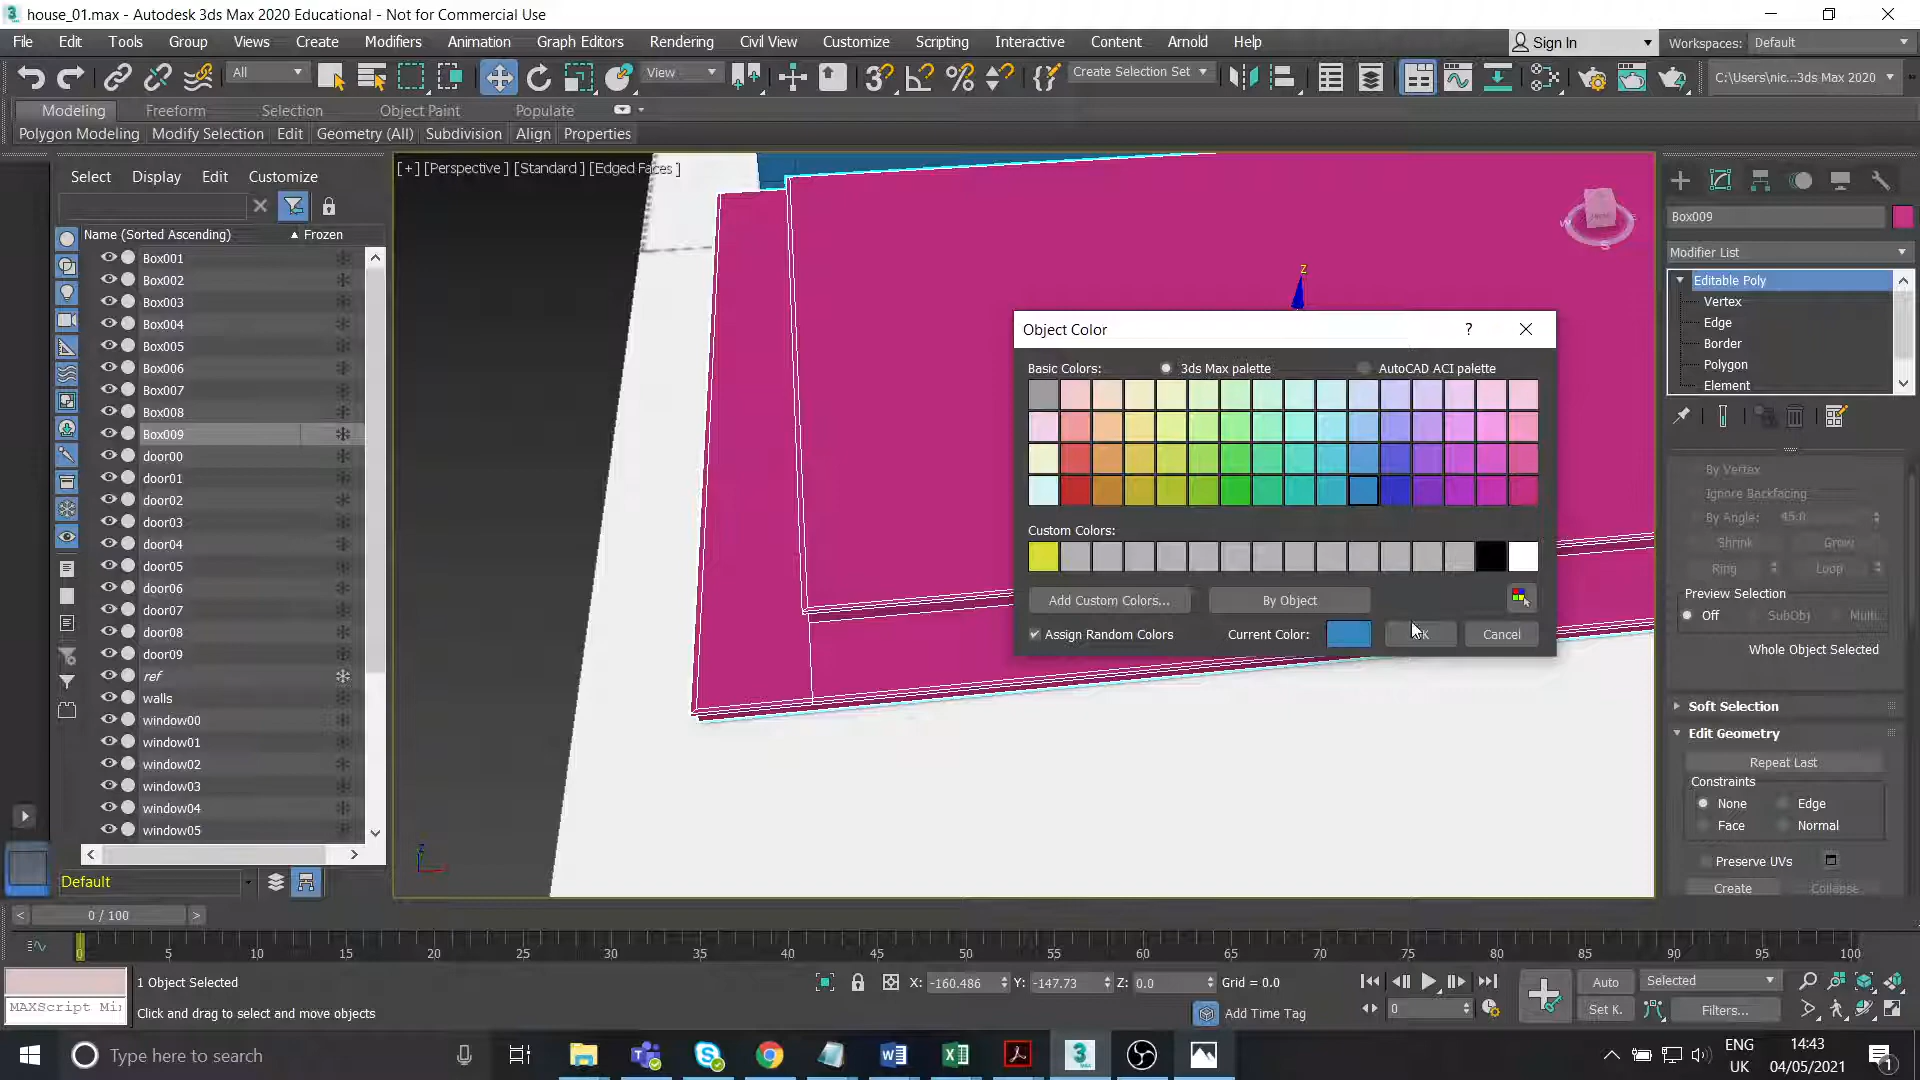 house_01.max - Autodesk 3ds Max 2020 Educational - Not for Commercial Use
File Edit Tools Group Views Create Modifiers Animation Graph Editors Rendering Civil View Customize Scripting Interactive Content Arnold Help
Sign In
Workspaces: Default
All
View
Create Selection Set
C:\Users\nic...3ds Max 2020
Modeling Freeform Selection Object Paint Populate
Polygon Modeling Modify Selection Edit Geometry (All) Subdivision Align Properties
Select Display Edit Customize
Name (Sorted Ascending) Frozen
Box001
Box002
Box003
Box004
Box005
Box006
Box007
Box008
Box009
door00
door01
door02
door03
door04
door05
door06
door07
door08
door09
ref
walls
window00
window01
window02
window03
window04
window05
Default
[+] [Perspective ] [Standard ] [Edged Faces ]
Z
W
S
Object Color ?
Basic Colors: 3ds Max palette AutoCAD ACI palette
Custom Colors:
Add Custom Colors... By Object
Assign Random Colors Current Color: Cancel
Box009
Modifier List
Editable Poly
Vertex
Edge
Border
Polygon
Element
By Vertex
Ignore Backfacing
By Angle: 45.0
Shrink Grow
Ring Loop
Preview Selection
Off SubObj Multi
Whole Object Selected
Soft Selection
Edit Geometry
Repeat Last
Constraints
None Edge
Face Normal
Preserve UVs
Create Collapse
< 0 / 100 >
0 5 10 15 20 25 30 35 40 45 50 55 60 65 70 75 80 85 90 95 100
MAXScript Mi
1 Object Selected
Click and drag to select and move objects
X: -160.486 Y: -147.73 Z: 0.0 Grid = 0.0
Add Time Tag
0
Auto Selected
Set K. Filters...
Type here to search
ENG
UK
14:43
04/05/2021
1